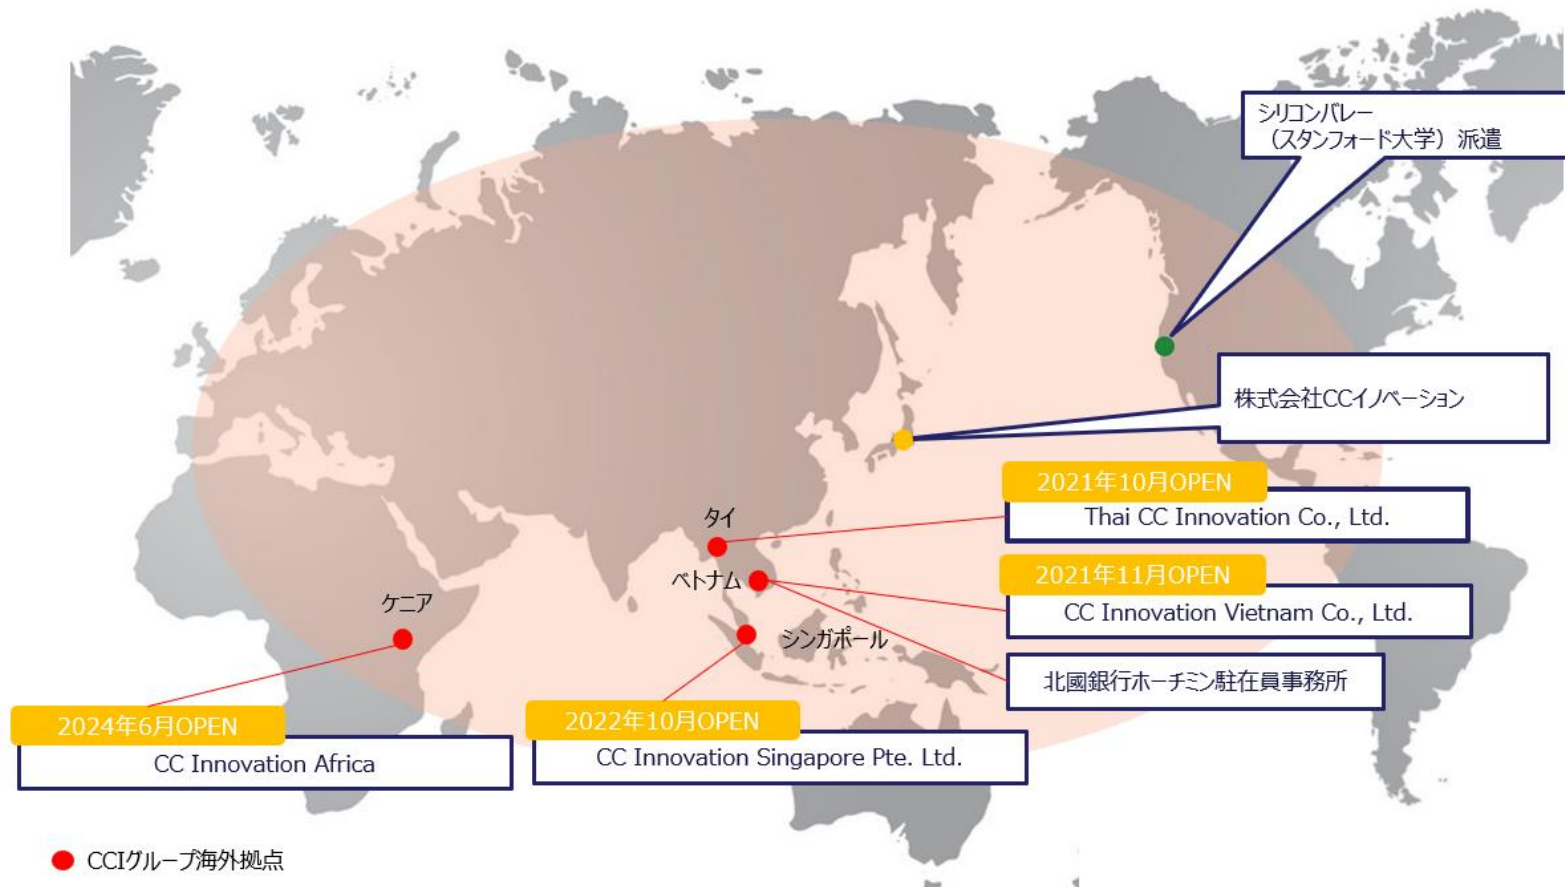 シリコンバレー
（スタンフォード大学）派遣
株式会社CCイノベーション
2021年10月OPEN
Thai CC Innovation Co., Ltd.
タイ
2021年11月OPEN
ベトナム
CC Innovation Vietnam Co., Ltd.
ケニア
シンガポール
北國銀行ホーチミン駐在員事務所
2024年6月OPEN
CC Innovation Africa
2022年10月OPEN
CC Innovation Singapore Pte. Ltd.
CCIグループ海外拠点